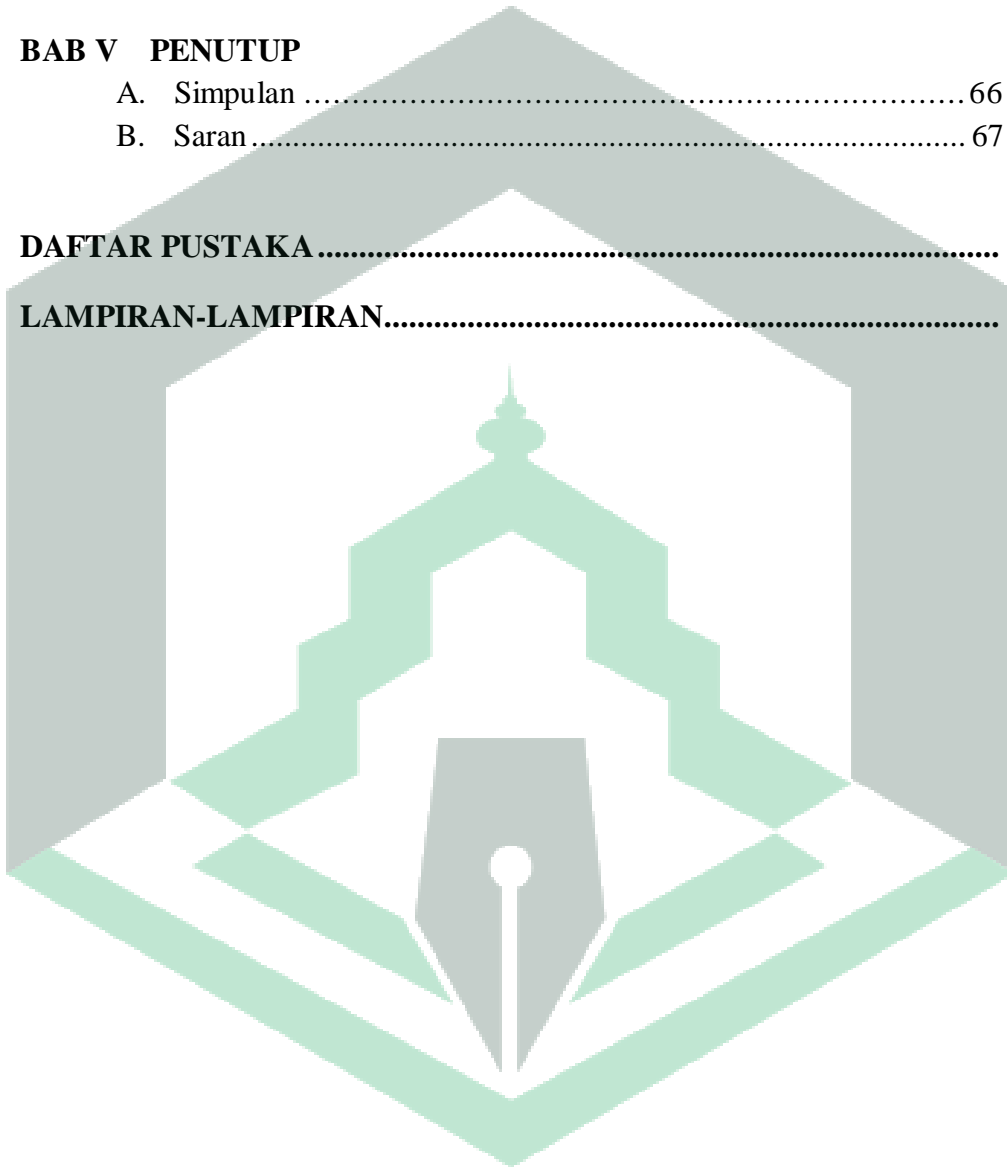 BAB V PENUTUP
A. Simpulan ........................................................................ 66
B. Saran ............................................................................ 67
DAFTAR PUSTAKA ..................................................................................
LAMPIRAN-LAMPIRAN ..........................................................................